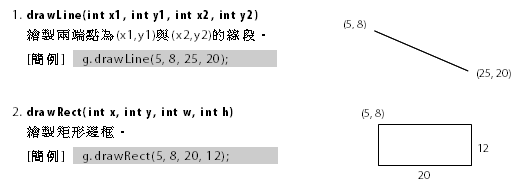 1. drawLine(int x1, int y1, int x2, int y2)
繪製兩端點為(x1,y1)與(x2,y2)的線段。
[簡例] g.drawLine(5, 8, 25, 20);
(5, 8)
(25, 20)
2. drawRect(int x, int y, int w, int h)
繪製矩形邊框。
[簡例] g.drawRect(5, 8, 20, 12);
(5, 8)
12
20